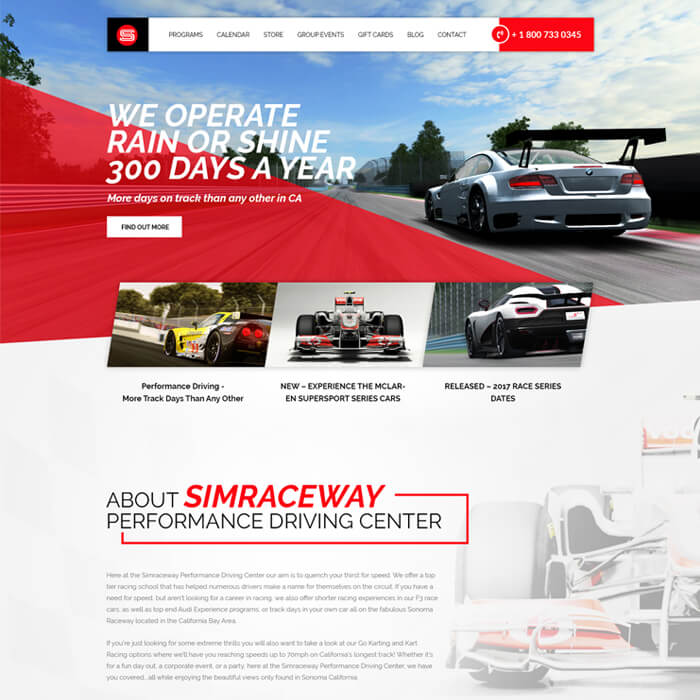 PROGRAMS CALENDAR STORE GROUP EVENTS GIFT CARDS BLOG CONTACT + 1 800 733 0345
WE OPERATE
RAIN OR SHINE
300 DAYS A YEAR
More days on track than any other in CA
FIND OUT MORE
Performance Driving -
More Track Days Than Any Other
NEW – EXPERIENCE THE MCLAR-
EN SUPERSPORT SERIES CARS
RELEASED – 2017 RACE SERIES
DATES
ABOUT SIMRACEWAY
PERFORMANCE DRIVING CENTER
Here at the Simraceway Performance Driving Center our aim is to quench your thirst for speed. We offer a top
tier racing school that has helped numerous drivers make a name for themselves on the circuit. If you have a
need for speed, but aren't looking for a career in racing, we also offer shorter racing experiences in our F3 race
cars, as well as top end Audi Experience programs, or track days in your own car all on the fabulous Sonoma
Raceway located in the California Bay Area.
If you're just looking for some extreme thrills you will also want to take a look at our Go Karting and Kart
Racing options where we'll have you reaching speeds up to 70mph on California's longest track! Whether it's
for a fun day out, a corporate event, or a party, here at the Simraceway Performance Driving Center, we have
you covered...all while enjoying the beautiful views only found in Sonoma California.